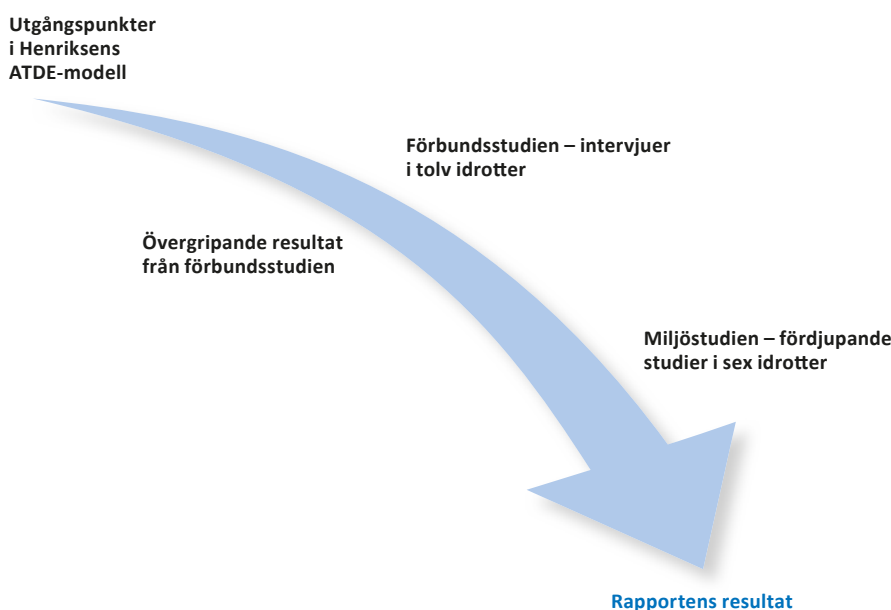 Utgångspunkter
i Henriksens
ATDE-modell
Förbundsstudien – intervjuer
i tolv idrotter
Övergripande resultat
från förbundsstudien
Miljöstudien – fördjupande
studier i sex idrotter
Rapportens resultat